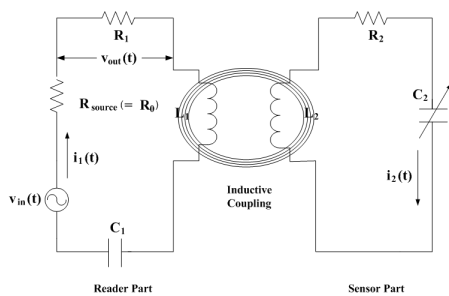 R1
R2
vout(t)
Rsource(= R0)
L1
L2
C2
i1(t)
i2(t)
vin(t)
Inductive
Coupling
C1
Reader Part
Sensor Part